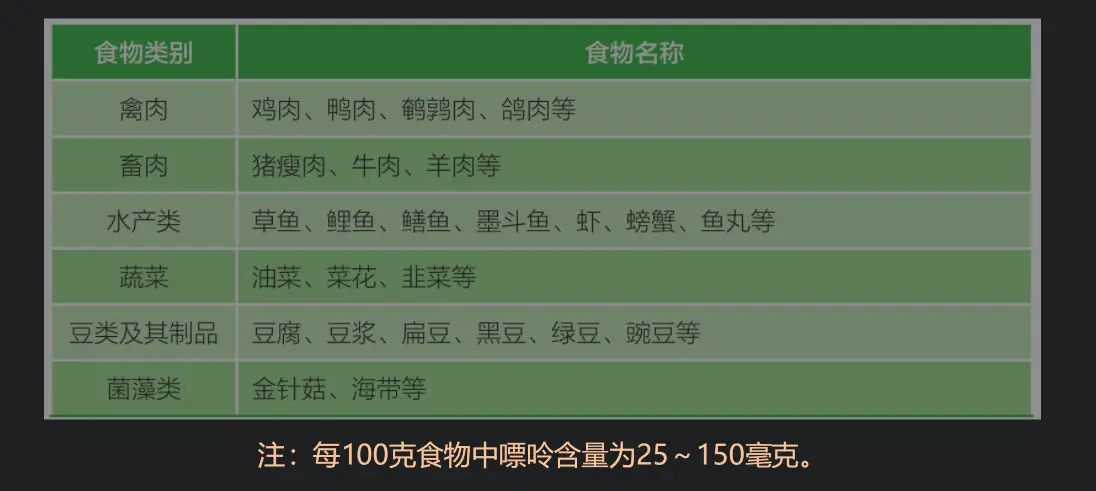 食物类别 食物名称
禽肉 鸡肉、鸭肉、鹌鹑肉、鸽肉等
畜肉 猪瘦肉、牛肉、羊肉等
水产类 草鱼、鲤鱼、鳝鱼、墨斗鱼、虾、螃蟹、鱼丸等
蔬菜 油菜、菜花、韭菜等
豆类及其制品 豆腐、豆浆、扁豆、黑豆、绿豆、豌豆等
菌藻类 金针菇、海带等
注：每100克食物中嘌呤含量为25～150毫克。